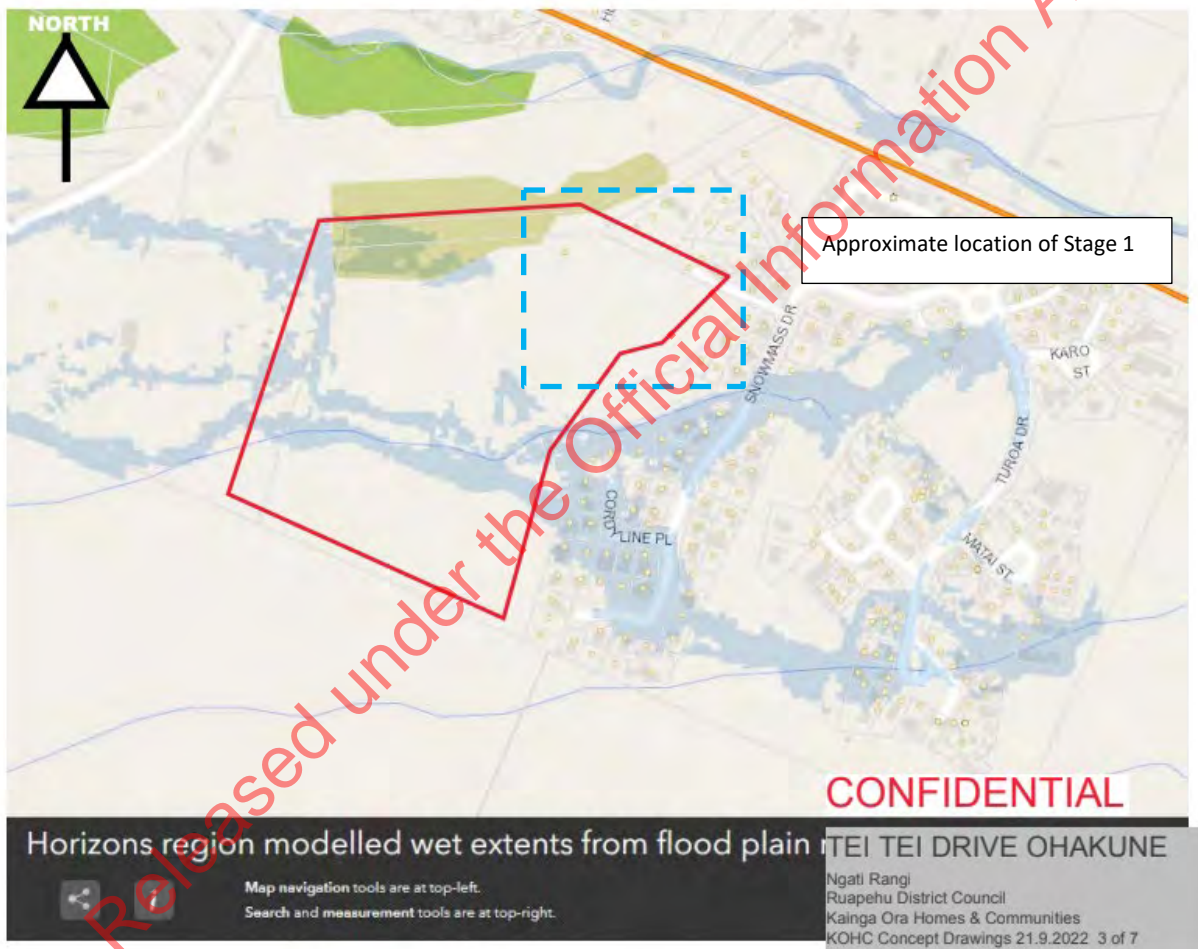 NORTH
Approximate location of Stage 1
SNOWMASS DR
KARO
ST
TUROA DR
CORDYLINE PL
MATAI ST
Released under the Official Information A
CONFIDENTIAL
Horizons region modelled wet extents from flood plain
Map navigation tools are at top-left.
Search and measurement tools are at top-right.
TEI TEI DRIVE OHAKUNE
Ngati Rangi
Ruapehu District Council
Kainga Ora Homes & Communities
KOHC Concept Drawings 21.9.2022 3 of 7